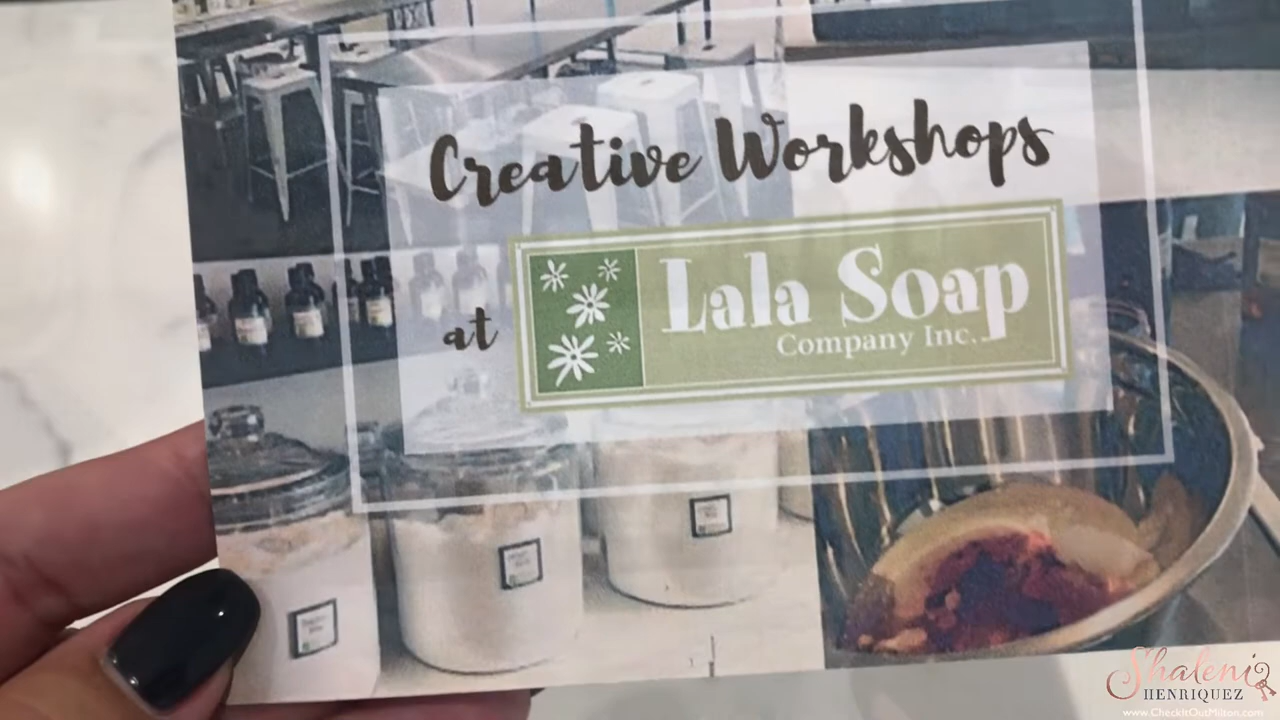 Creative Workshops
at
Lala Soap
Company Inc.
Shaleni
HENRIQUEZ
www.CheckItOutMilton.com